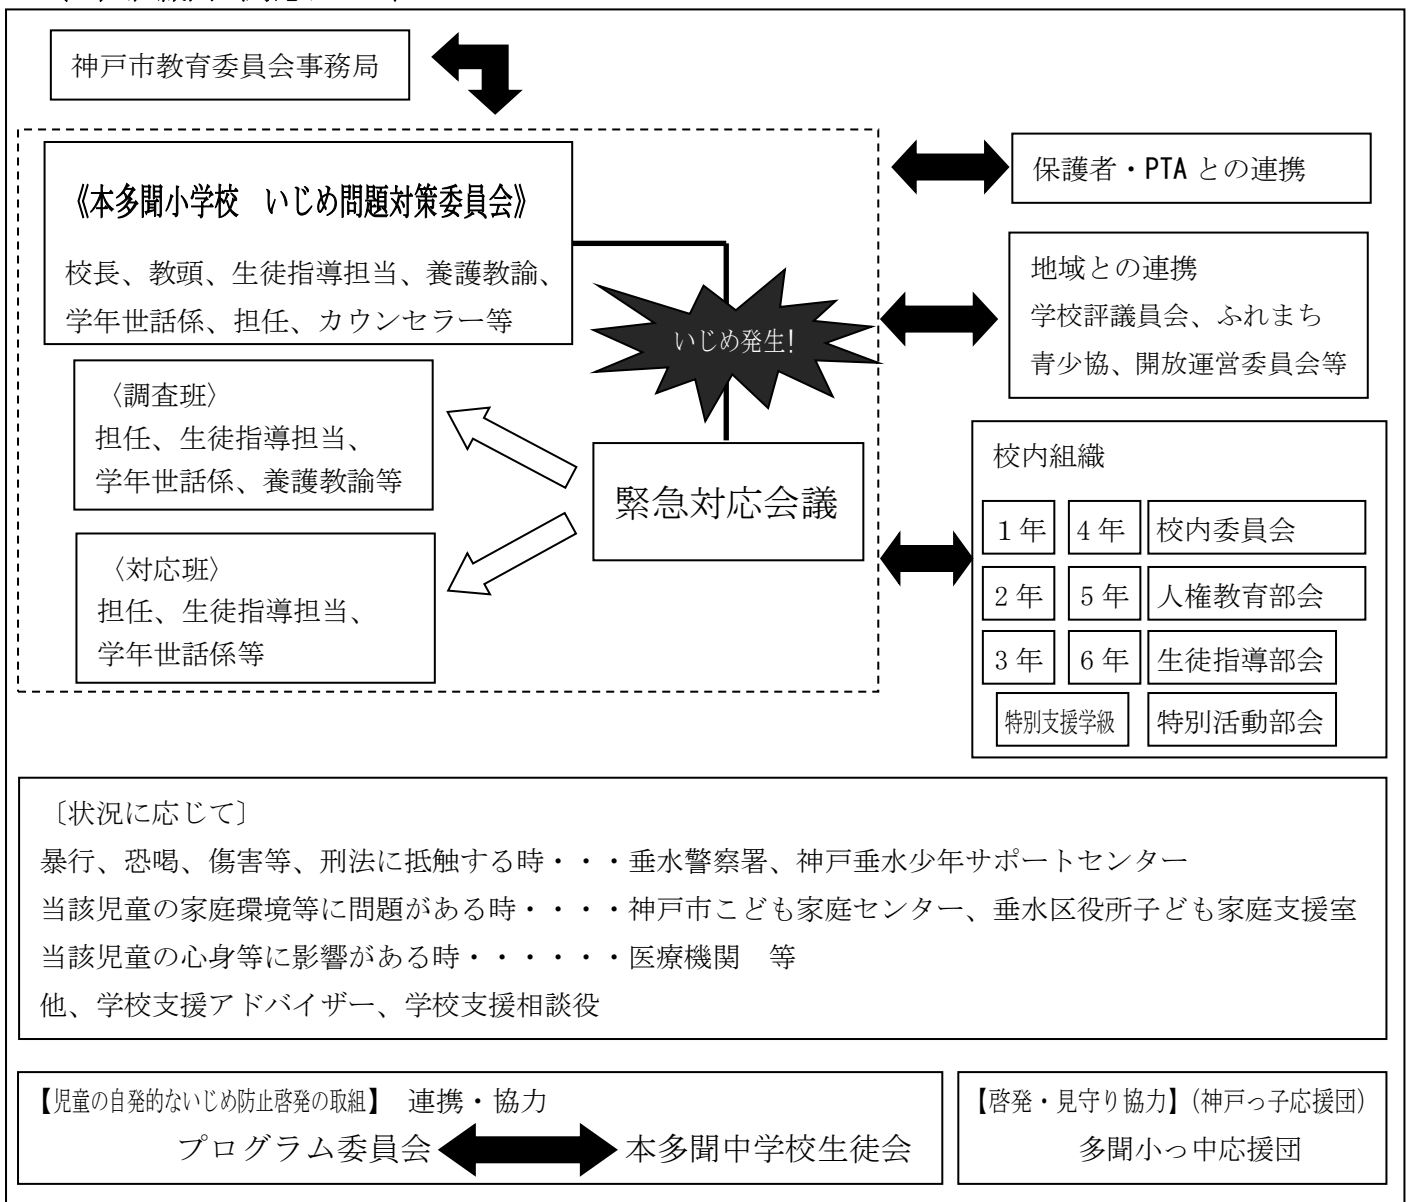 神戸市教育委員会事務局
《本多聞小学校　いじめ問題対策委員会》
校長、教頭、生徒指導担当、養護教諭、
学年世話係、担任、カウンセラー等
いじめ発生!
〈調査班〉
担任、生徒指導担当、
学年世話係、養護教諭等
緊急対応会議
〈対応班〉
担任、生徒指導担当、
学年世話係等
保護者・PTA との連携
地域との連携
学校評議員会、ふれまち
青少協、開放運営委員会等
校内組織
1 年 4 年 校内委員会
2 年 5 年 人権教育部会
3 年 6 年 生徒指導部会
特別支援学級 特別活動部会
〔状況に応じて〕
暴行、恐喝、傷害等、刑法に抵触する時・・・垂水警察署、神戸垂水少年サポートセンター
当該児童の家庭環境等に問題がある時・・・・神戸市こども家庭センター、垂水区役所子ども家庭支援室
当該児童の心身等に影響がある時・・・・・・医療機関　等
他、学校支援アドバイザー、学校支援相談役
【児童の自発的ないじめ防止啓発の取組】 連携・協力
プログラム委員会 本多聞中学校生徒会
【啓発・見守り協力】(神戸っ子応援団)
多聞小っ中応援団